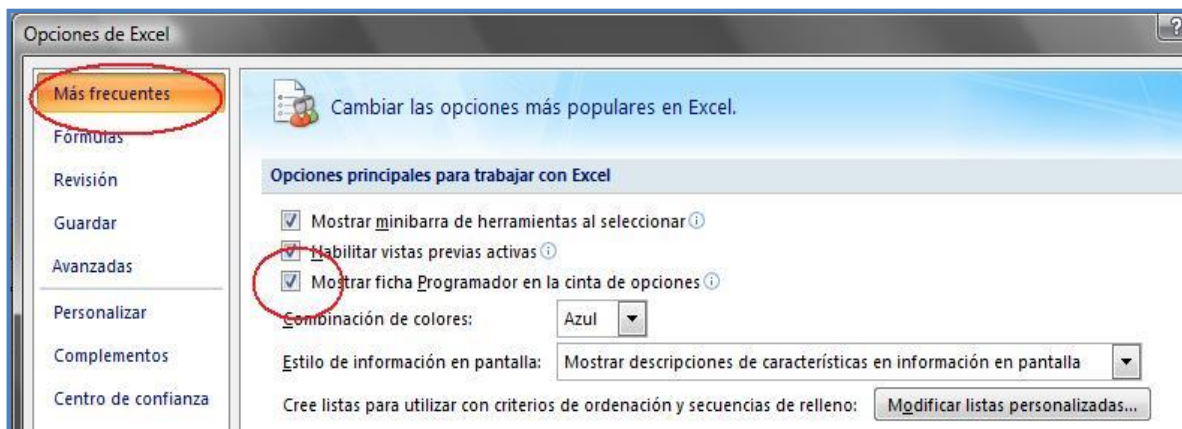 Opciones de Excel
?
Más frecuentes
Fórmulas
Revisión
Guardar
Avanzadas
Personalizar
Complementos
Centro de confianza
Cambiar las opciones más populares en Excel.
Opciones principales para trabajar con Excel
Mostrar minibarra de herramientas al seleccionar
Habilitar vistas previas activas
Mostrar ficha Programador en la cinta de opciones
Combinación de colores: Azul
Estilo de información en pantalla: Mostrar descripciones de características en información en pantalla
Cree listas para utilizar con criterios de ordenación y secuencias de relleno: Modificar listas personalizadas...